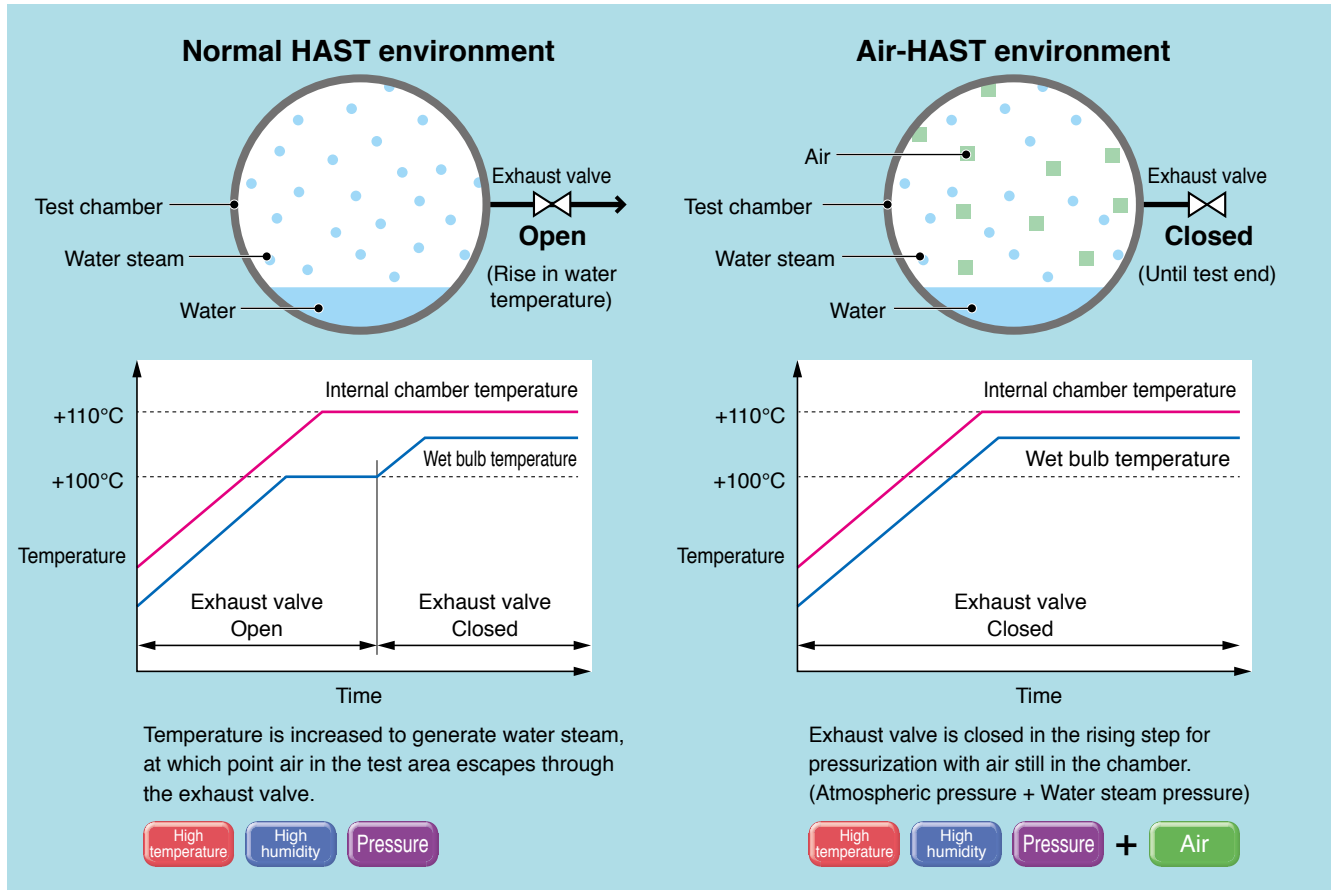 Normal HAST environment
Exhaust valve
Test chamber
Open
Water steam
(Rise in water
temperature)
Water
Internal chamber temperature
+110°C
Wet bulb temperature
+100°C
Temperature
Exhaust valve
Open
Exhaust valve
Closed
Time
Temperature is increased to generate water steam,
at which point air in the test area escapes through
the exhaust valve.
High
temperature
High
humidity
Pressure
Air-HAST environment
Air
Exhaust valve
Test chamber
Closed
Water steam
(Until test end)
Water
Internal chamber temperature
+110°C
Wet bulb temperature
+100°C
Temperature
Exhaust valve
Closed
Time
Exhaust valve is closed in the rising step for
pressurization with air still in the chamber.
(Atmospheric pressure + Water steam pressure)
High
temperature
High
humidity
Pressure
+
Air